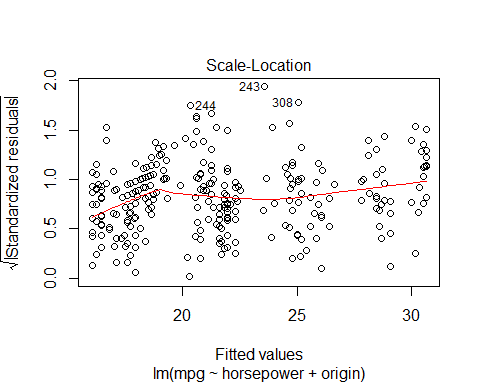 Scale-Location
√|Standardized residuals|
2.0
1.5
1.0
0.5
0.0
243
244
308
20
25
30
Fitted values
lm(mpg ~ horsepower + origin)